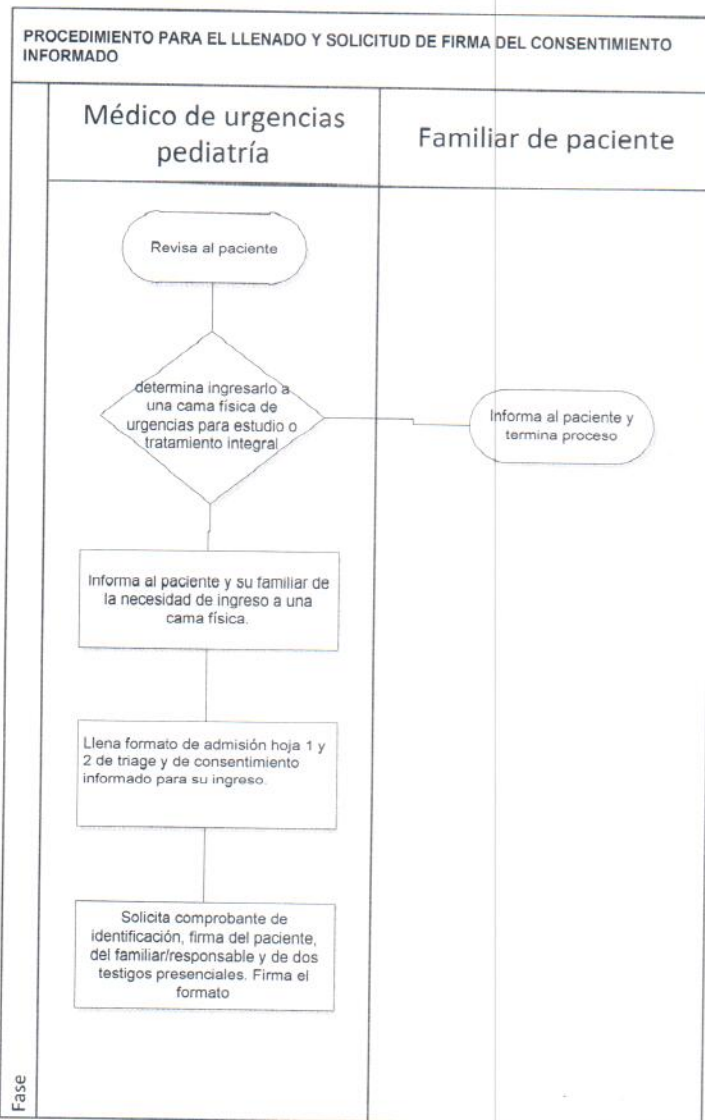 PROCEDIMIENTO PARA EL LLENADO Y SOLICITUD DE FIRMA DEL CONSENTIMIENTO
INFORMADO
Médico de urgencias
pediatría
Familiar de paciente
Revisa al paciente
determina ingresarlo a
una cama física de
urgencias para estudio o
tratamiento integral
Informa al paciente y
termina proceso
Informa al paciente y su familiar de
la necesidad de ingreso a una
cama física.
Llena formato de admisión hoja 1 y
2 de triage y de consentimiento
informado para su ingreso.
Solicita comprobante de
identificación, firma del paciente,
del familiar/responsable y de dos
testigos presenciales. Firma el
formato
Fase